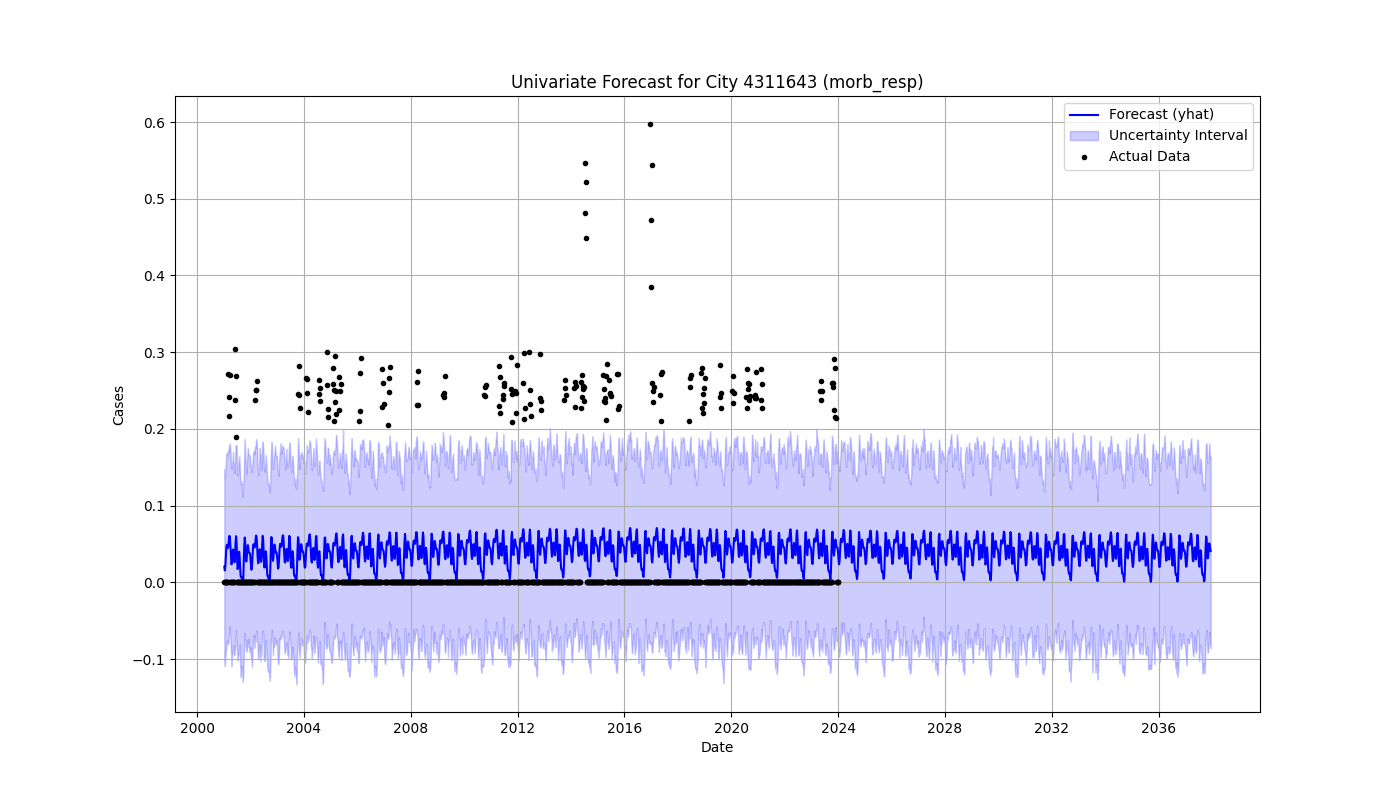 Univariate Forecast for City 4311643 (morb_resp)
Forecast (yhat)
Uncertainty Interval
Actual Data
Cases
0.6
0.5
0.4
0.3
0.2
0.1
0.0
−0.1
2000 2004 2008 2012 2016 2020 2024 2028 2032 2036
Date